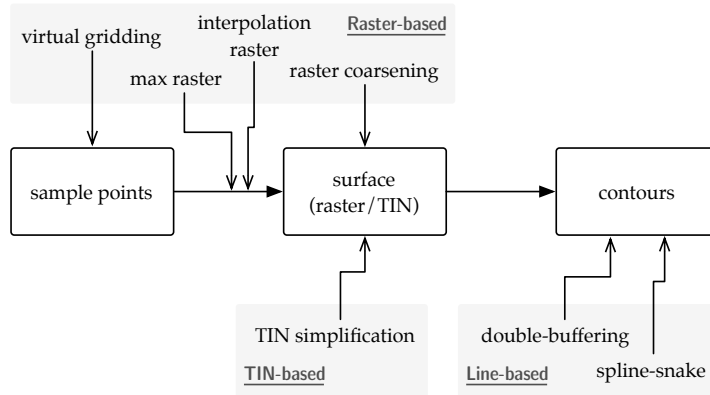 virtual gridding
interpolation
raster
Raster-based
max raster
raster coarsening
sample points
surface
(raster/TIN)
contours
TIN simplification
TIN-based
double-buffering
Line-based
spline-snake